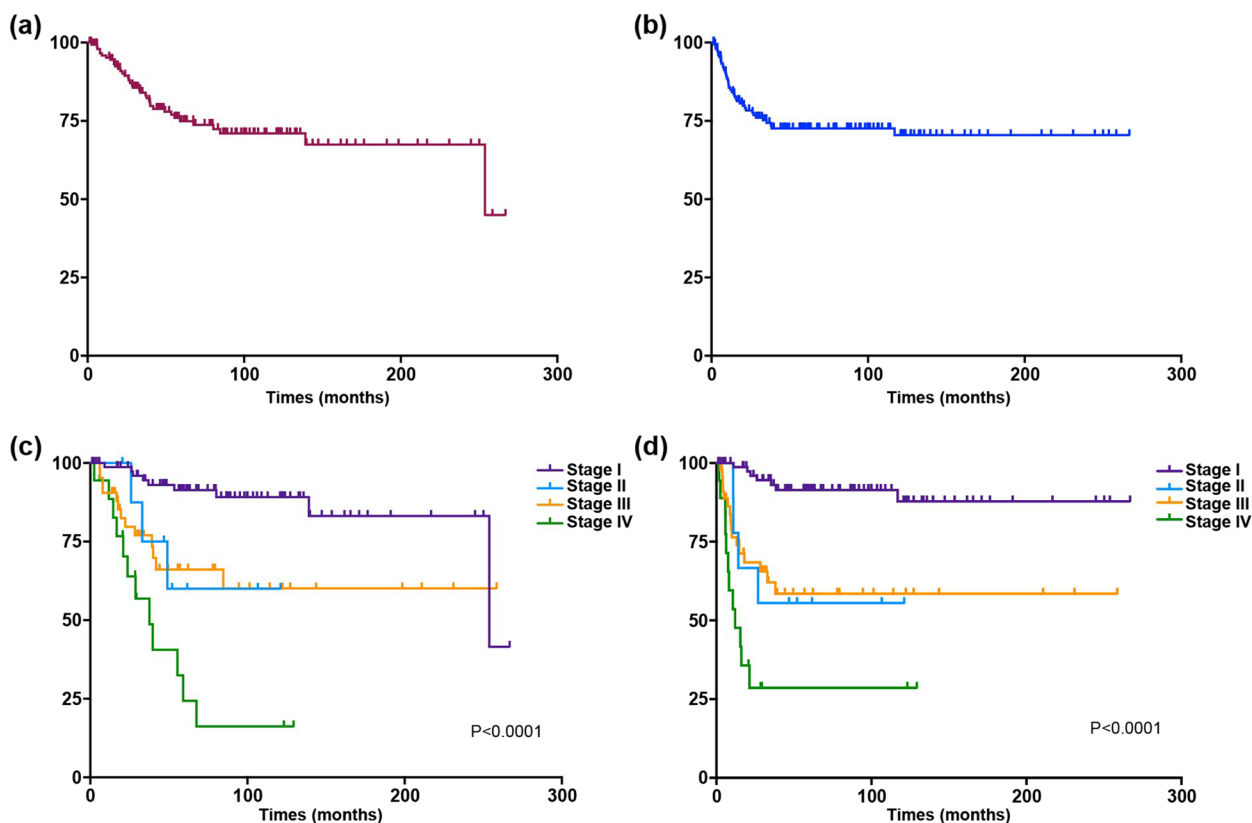 (a)
100
75
50
25
0
0 100 200 300
Times (months)
(b)
100
75
50
25
0
0 100 200 300
Times (months)
(c)
100
75
50
25
0
0 100 200 300
Times (months)
Stage I
Stage II
Stage III
Stage IV
P<0.0001
(d)
100
75
50
25
0
0 100 200 300
Times (months)
Stage I
Stage II
Stage III
Stage IV
P<0.0001